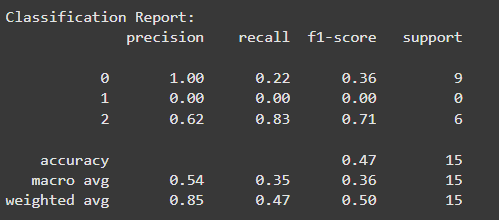 Classification Report:
precision recall f1-score support
0 1.00 0.22 0.36 9
1 0.00 0.00 0.00 0
2 0.62 0.83 0.71 6
accuracy 0.47 15
macro avg 0.54 0.35 0.36 15
weighted avg 0.85 0.47 0.50 15